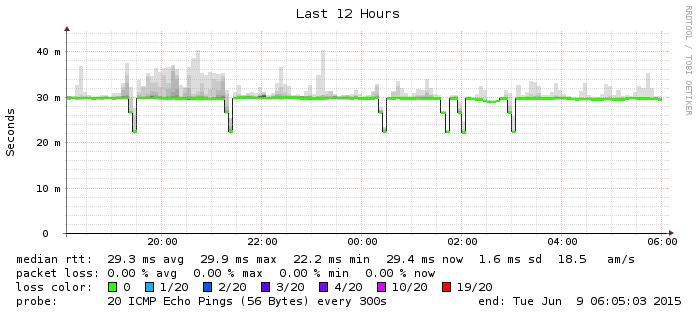 Last 12 Hours
RRDTOOL / TOBI OETIKER
Seconds
40 m
30 m
20 m
10 m
0
20:00 22:00 00:00 02:00 04:00 06:00
median rtt: 29.3 ms avg 29.9 ms max 22.2 ms min 29.4 ms now 1.6 ms sd 18.5 am/s
packet loss: 0.00 % avg 0.00 % max 0.00 % min 0.00 % now
loss color: 0 1/20 2/20 3/20 4/20 10/20 19/20
probe: 20 ICMP Echo Pings (56 Bytes) every 300s end: Tue Jun 9 06:05:03 2015